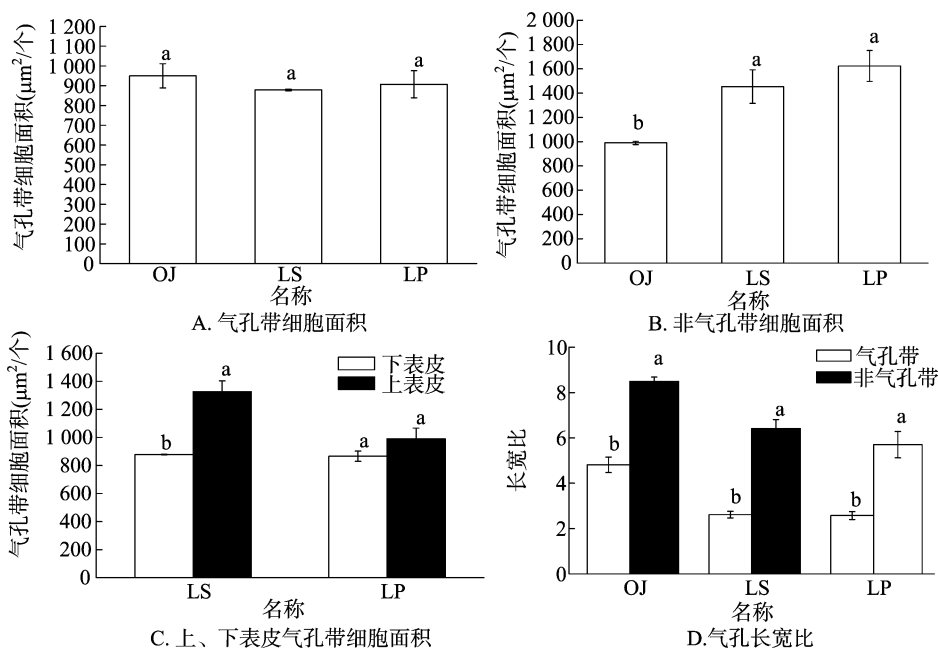 气孔带细胞面积(μm²/个)
1 200
1 100
1 000
900
800
700
600
500
400
300
200
100
0
a
a
a
OJ
LS
LP
名称
A. 气孔带细胞面积
气孔带细胞面积(μm²/个)
2 000
1 800
1 600
1 400
1 200
1 000
800
600
400
200
0
b
a
a
OJ
LS
LP
名称
B. 非气孔带细胞面积
气孔带细胞面积(μm²/个)
1 600
1 400
1 200
1 000
800
600
400
200
0
下表皮
上表皮
b
a
a
a
LS
LP
名称
C. 上、下表皮气孔带细胞面积
长宽比
10
8
6
4
2
0
气孔带
非气孔带
b
a
b
a
b
a
OJ
LS
LP
名称
D.气孔长宽比